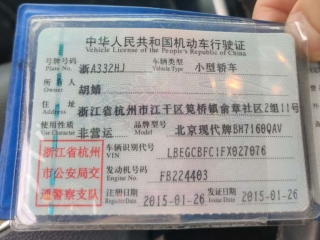 中华人民共和国机动车行驶证
Vehicle License of the People's Republic of China
号牌号码 Plate No. 浙A332HJ 车辆类型 Vehicle Type 小型轿车
所有人 Owner 胡婧
住址 Address 浙江省杭州市江干区笕桥镇俞章社区2组11号
使用性质 Use Character 非营运 品牌型号 Model 北京现代牌BH7160QAV
浙江省杭州
市公安局交
通警察支队
车辆识别代号 VIN LBEGCBFC1FX027076
发动机号码 Engine No. FB224403
注册日期 Register Date 2015-01-26 发证日期 Issue Date 2015-01-26